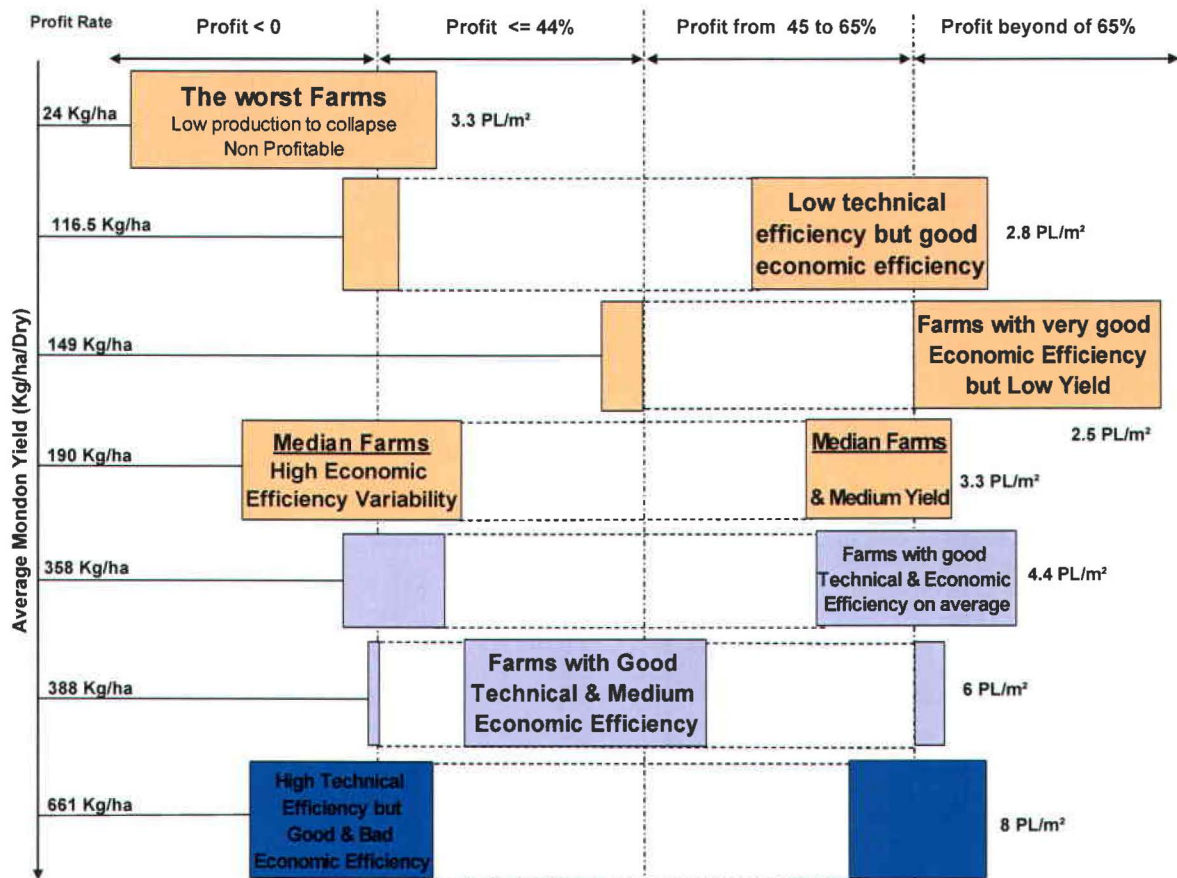 Profit Rate
Profit < 0
Profit <= 44%
Profit from 45 to 65%
Profit beyond of 65%
Average Mondon Yield (Kg/ha/Dry)
24 Kg/ha
The worst Farms
Low production to collapse
Non Profitable
3.3 PL/m²
116.5 Kg/ha
Low technical
efficiency but good
economic efficiency
2.8 PL/m²
149 Kg/ha
Farms with very good
Economic Efficiency
but Low Yield
2.5 PL/m²
190 Kg/ha
Median Farms
High Economic
Efficiency Variability
Median Farms
& Medium Yield
3.3 PL/m²
358 Kg/ha
Farms with good
Technical & Economic
Efficiency on average
4.4 PL/m²
388 Kg/ha
Farms with Good
Technical & Medium
Economic Efficiency
6 PL/m²
661 Kg/ha
High Technical
Efficiency but
Good & Bad
Economic Efficiency
8 PL/m²